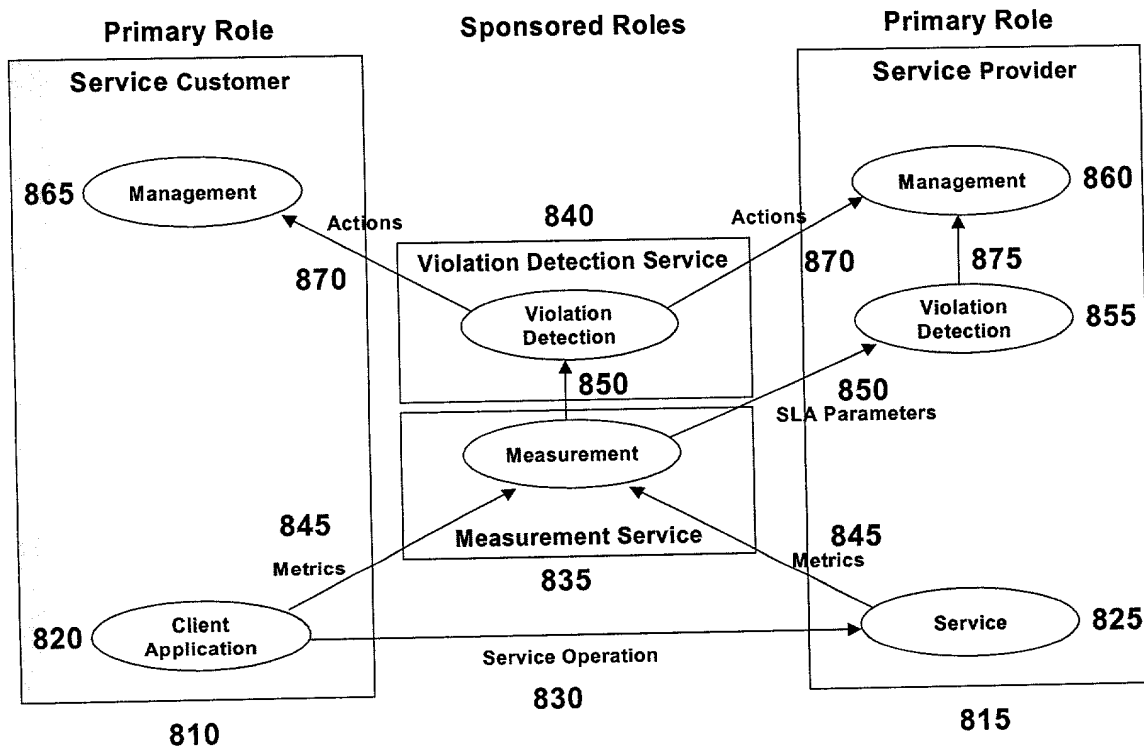 Primary Role
Sponsored Roles
Primary Role
Service Customer
Service Provider
865
Management
Management
860
Actions
840
Actions
870
Violation Detection Service
870
875
Violation
Detection
Violation
Detection
855
850
850
SLA Parameters
Measurement
845
Measurement Service
845
Metrics
835
Metrics
820
Client
Application
Service
825
Service Operation
830
810
815